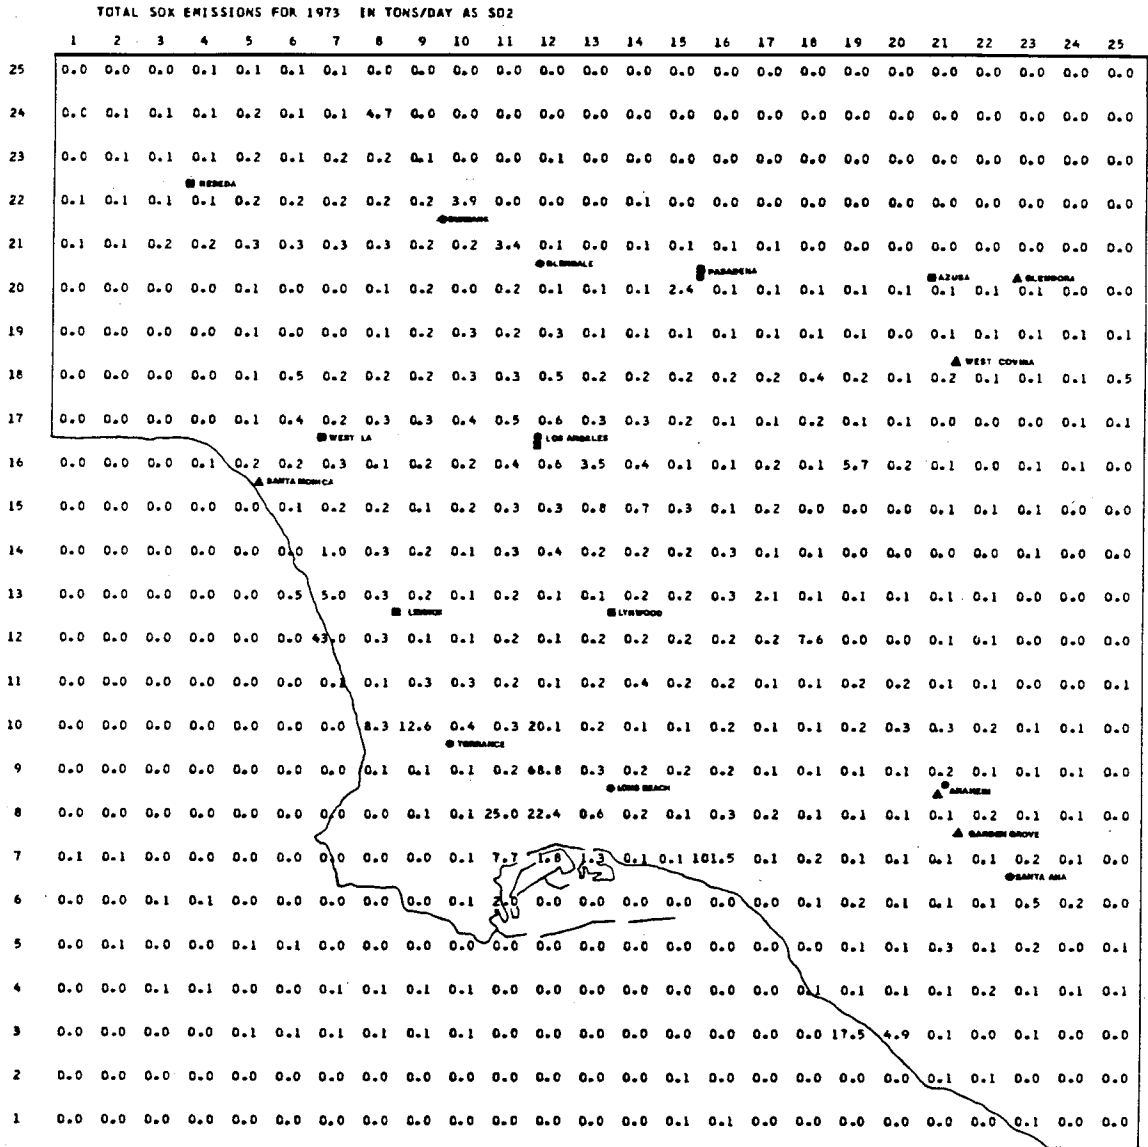 TOTAL SOX EMISSIONS FOR 1973 IN TONS/DAY AS SO2
1 2 3 4 5 6 7 8 9 10 11 12 13 14 15 16 17 18 19 20 21 22 23 24 25
25 0.0 0.0 0.0 0.1 0.1 0.1 0.1 0.0 0.0 0.0 0.0 0.0 0.0 0.0 0.0 0.0 0.0 0.0 0.0 0.0 0.0 0.0 0.0 0.0 0.0
24 0.0 0.1 0.1 0.1 0.2 0.1 0.1 4.7 0.0 0.0 0.0 0.0 0.0 0.0 0.0 0.0 0.0 0.0 0.0 0.0 0.0 0.0 0.0 0.0 0.0
23 0.0 0.1 0.1 0.1 0.2 0.1 0.2 0.2 0.1 0.0 0.0 0.1 0.0 0.0 0.0 0.0 0.0 0.0 0.0 0.0 0.0 0.0 0.0 0.0 0.0
RESEDA
22 0.1 0.1 0.1 0.1 0.2 0.2 0.2 0.2 0.2 3.9 0.0 0.0 0.0 0.1 0.0 0.0 0.0 0.0 0.0 0.0 0.0 0.0 0.0 0.0 0.0
BURBANK
21 0.1 0.1 0.2 0.2 0.3 0.3 0.3 0.3 0.2 0.2 3.4 0.1 0.0 0.1 0.1 0.1 0.1 0.0 0.0 0.0 0.0 0.0 0.0 0.0 0.0
GLENDALE PASADENA AZUSA GLENDORA
20 0.0 0.0 0.0 0.0 0.1 0.0 0.0 0.1 0.2 0.0 0.2 0.1 0.1 0.1 2.4 0.1 0.1 0.1 0.1 0.1 0.1 0.1 0.1 0.0 0.0
19 0.0 0.0 0.0 0.0 0.1 0.0 0.0 0.1 0.2 0.3 0.2 0.3 0.1 0.1 0.1 0.1 0.1 0.1 0.1 0.0 0.1 0.1 0.1 0.1 0.1
WEST COVINA
18 0.0 0.0 0.0 0.0 0.1 0.5 0.2 0.2 0.2 0.3 0.3 0.5 0.2 0.2 0.2 0.2 0.2 0.4 0.2 0.1 0.2 0.1 0.1 0.1 0.5
17 0.0 0.0 0.0 0.0 0.1 0.4 0.2 0.3 0.3 0.4 0.5 0.6 0.3 0.3 0.2 0.1 0.1 0.2 0.1 0.1 0.0 0.0 0.0 0.1 0.1
WEST LA LOS ANGELES
16 0.0 0.0 0.0 0.1 0.2 0.2 0.3 0.1 0.2 0.2 0.4 0.6 3.5 0.4 0.1 0.1 0.2 0.1 5.7 0.2 0.1 0.0 0.1 0.1 0.0
SANTA MONICA
15 0.0 0.0 0.0 0.0 0.0 0.1 0.2 0.2 0.1 0.2 0.3 0.3 0.8 0.7 0.3 0.1 0.2 0.0 0.0 0.0 0.1 0.1 0.1 0.0 0.0
14 0.0 0.0 0.0 0.0 0.0 0.0 1.0 0.3 0.2 0.1 0.3 0.4 0.2 0.2 0.2 0.3 0.1 0.1 0.0 0.0 0.0 0.0 0.1 0.0 0.0
13 0.0 0.0 0.0 0.0 0.0 0.5 5.0 0.3 0.2 0.1 0.2 0.1 0.1 0.2 0.2 0.3 2.1 0.1 0.1 0.1 0.1 0.1 0.0 0.0 0.0
LENNOX LYNWOOD
12 0.0 0.0 0.0 0.0 0.0 0.0 43.0 0.3 0.1 0.1 0.2 0.1 0.2 0.2 0.2 0.2 0.2 7.6 0.0 0.0 0.1 0.1 0.0 0.0 0.0
11 0.0 0.0 0.0 0.0 0.0 0.0 0.1 0.1 0.3 0.3 0.2 0.1 0.2 0.4 0.2 0.2 0.1 0.1 0.2 0.2 0.1 0.1 0.0 0.0 0.1
10 0.0 0.0 0.0 0.0 0.0 0.0 0.0 8.3 12.6 0.4 0.3 20.1 0.2 0.1 0.1 0.2 0.1 0.1 0.2 0.3 0.3 0.2 0.1 0.1 0.0
TORRANCE
9 0.0 0.0 0.0 0.0 0.0 0.0 0.0 0.1 0.1 0.1 0.2 68.8 0.3 0.2 0.2 0.2 0.1 0.1 0.1 0.1 0.2 0.1 0.1 0.1 0.0
LONG BEACH ANAHEIM
8 0.0 0.0 0.0 0.0 0.0 0.0 0.0 0.0 0.1 0.1 25.0 22.4 0.6 0.2 0.1 0.3 0.2 0.1 0.1 0.1 0.1 0.2 0.1 0.1 0.0
GARDEN GROVE
7 0.1 0.1 0.0 0.0 0.0 0.0 0.0 0.0 0.0 0.1 7.7 1.8 1.3 0.1 0.1 101.5 0.1 0.2 0.1 0.1 0.1 0.1 0.2 0.1 0.0
SANTA ANA
6 0.0 0.0 0.1 0.1 0.0 0.0 0.0 0.0 0.0 0.1 2.0 0.0 0.0 0.0 0.0 0.0 0.0 0.1 0.2 0.1 0.1 0.1 0.5 0.2 0.0
5 0.0 0.1 0.0 0.0 0.1 0.1 0.0 0.0 0.0 0.0 0.0 0.0 0.0 0.0 0.0 0.0 0.0 0.0 0.1 0.1 0.3 0.1 0.2 0.0 0.1
4 0.0 0.0 0.1 0.1 0.0 0.0 0.1 0.1 0.1 0.1 0.0 0.0 0.0 0.0 0.0 0.0 0.0 0.1 0.1 0.1 0.1 0.2 0.1 0.1 0.1
3 0.0 0.0 0.0 0.0 0.1 0.1 0.1 0.1 0.1 0.1 0.0 0.0 0.0 0.0 0.0 0.0 0.0 0.0 17.5 4.9 0.1 0.0 0.1 0.0 0.0
2 0.0 0.0 0.0 0.0 0.0 0.0 0.0 0.0 0.0 0.0 0.0 0.0 0.0 0.0 0.1 0.0 0.0 0.0 0.0 0.0 0.1 0.1 0.0 0.0 0.0
1 0.0 0.0 0.0 0.0 0.0 0.0 0.0 0.0 0.0 0.0 0.0 0.0 0.0 0.0 0.1 0.1 0.0 0.0 0.0 0.0 0.0 0.0 0.1 0.0 0.0